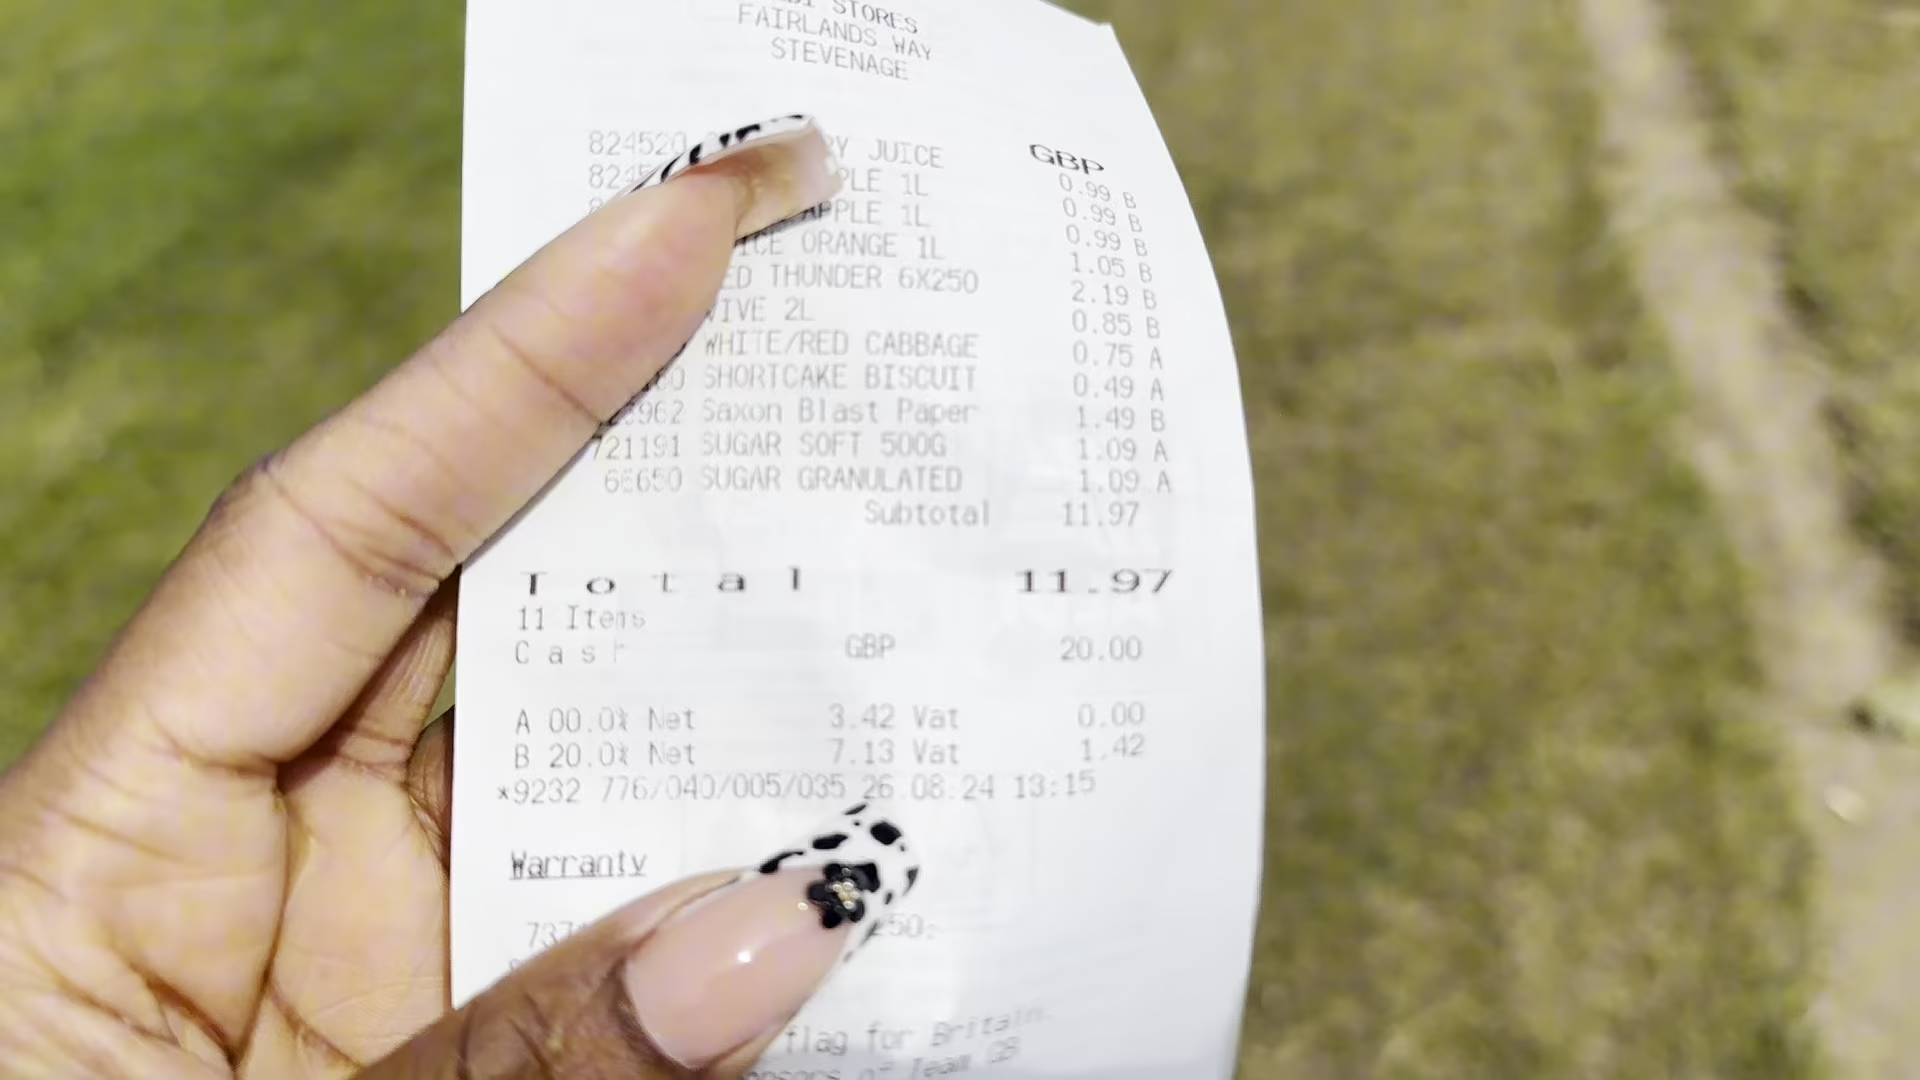 STORES
FAIRLANDS WAY
STEVENAGE
GBP
824520 JUICE 0.99 B
1L 0.99 B
APPLE 1L 0.99 B
ORANGE 1L 1.05 B
THUNDER 6X250 2.19 B
2L 0.85 B
WHITE/RED CABBAGE 0.75 A
SHORTCAKE BISCUIT 0.49 A
Saxon Blast Paper 1.49 B
721191 SUGAR SOFT 500G 1.09 A
66650 SUGAR GRANULATED 1.09 A
Subtotal 11.97
Total 11.97
11 Items
Cash GBP 20.00
A 00.0% Net 3.42 Vat 0.00
B 20.0% Net 7.13 Vat 1.42
*9232 776/040/005/035 26.08.24 13:15
Warranty
flag for Britain.
of Team GB